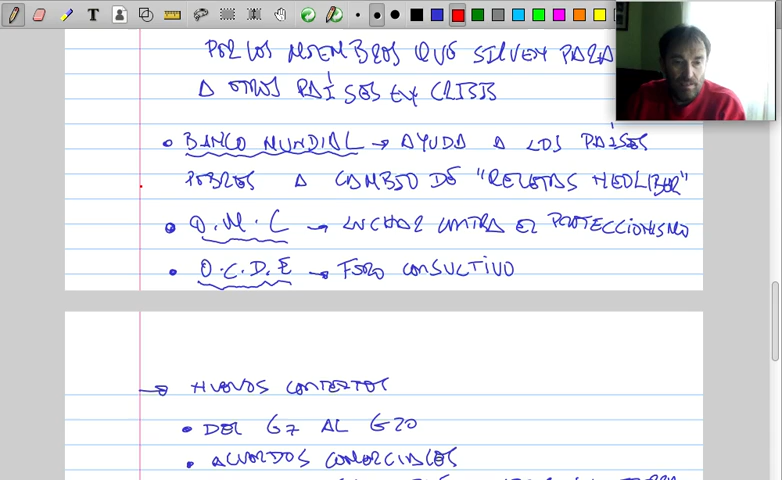 POR LOS MIEMBROS QUE SIRVEN PARA
A OTROS PAÍSES EN CRISIS
• BANCO MUNDIAL → AYUDA A LOS PAÍSES
POBRES A CAMBIO DE "RECETAS NEOLIBER"
• O.M.C → LUCHAR CONTRA EL PROTECCIONISMO
• O.C.D.E → FORO CONSULTIVO
→ NUEVOS CONTEXTOS
• DEL G7 AL G20
• ACUERDOS COMERCIALES